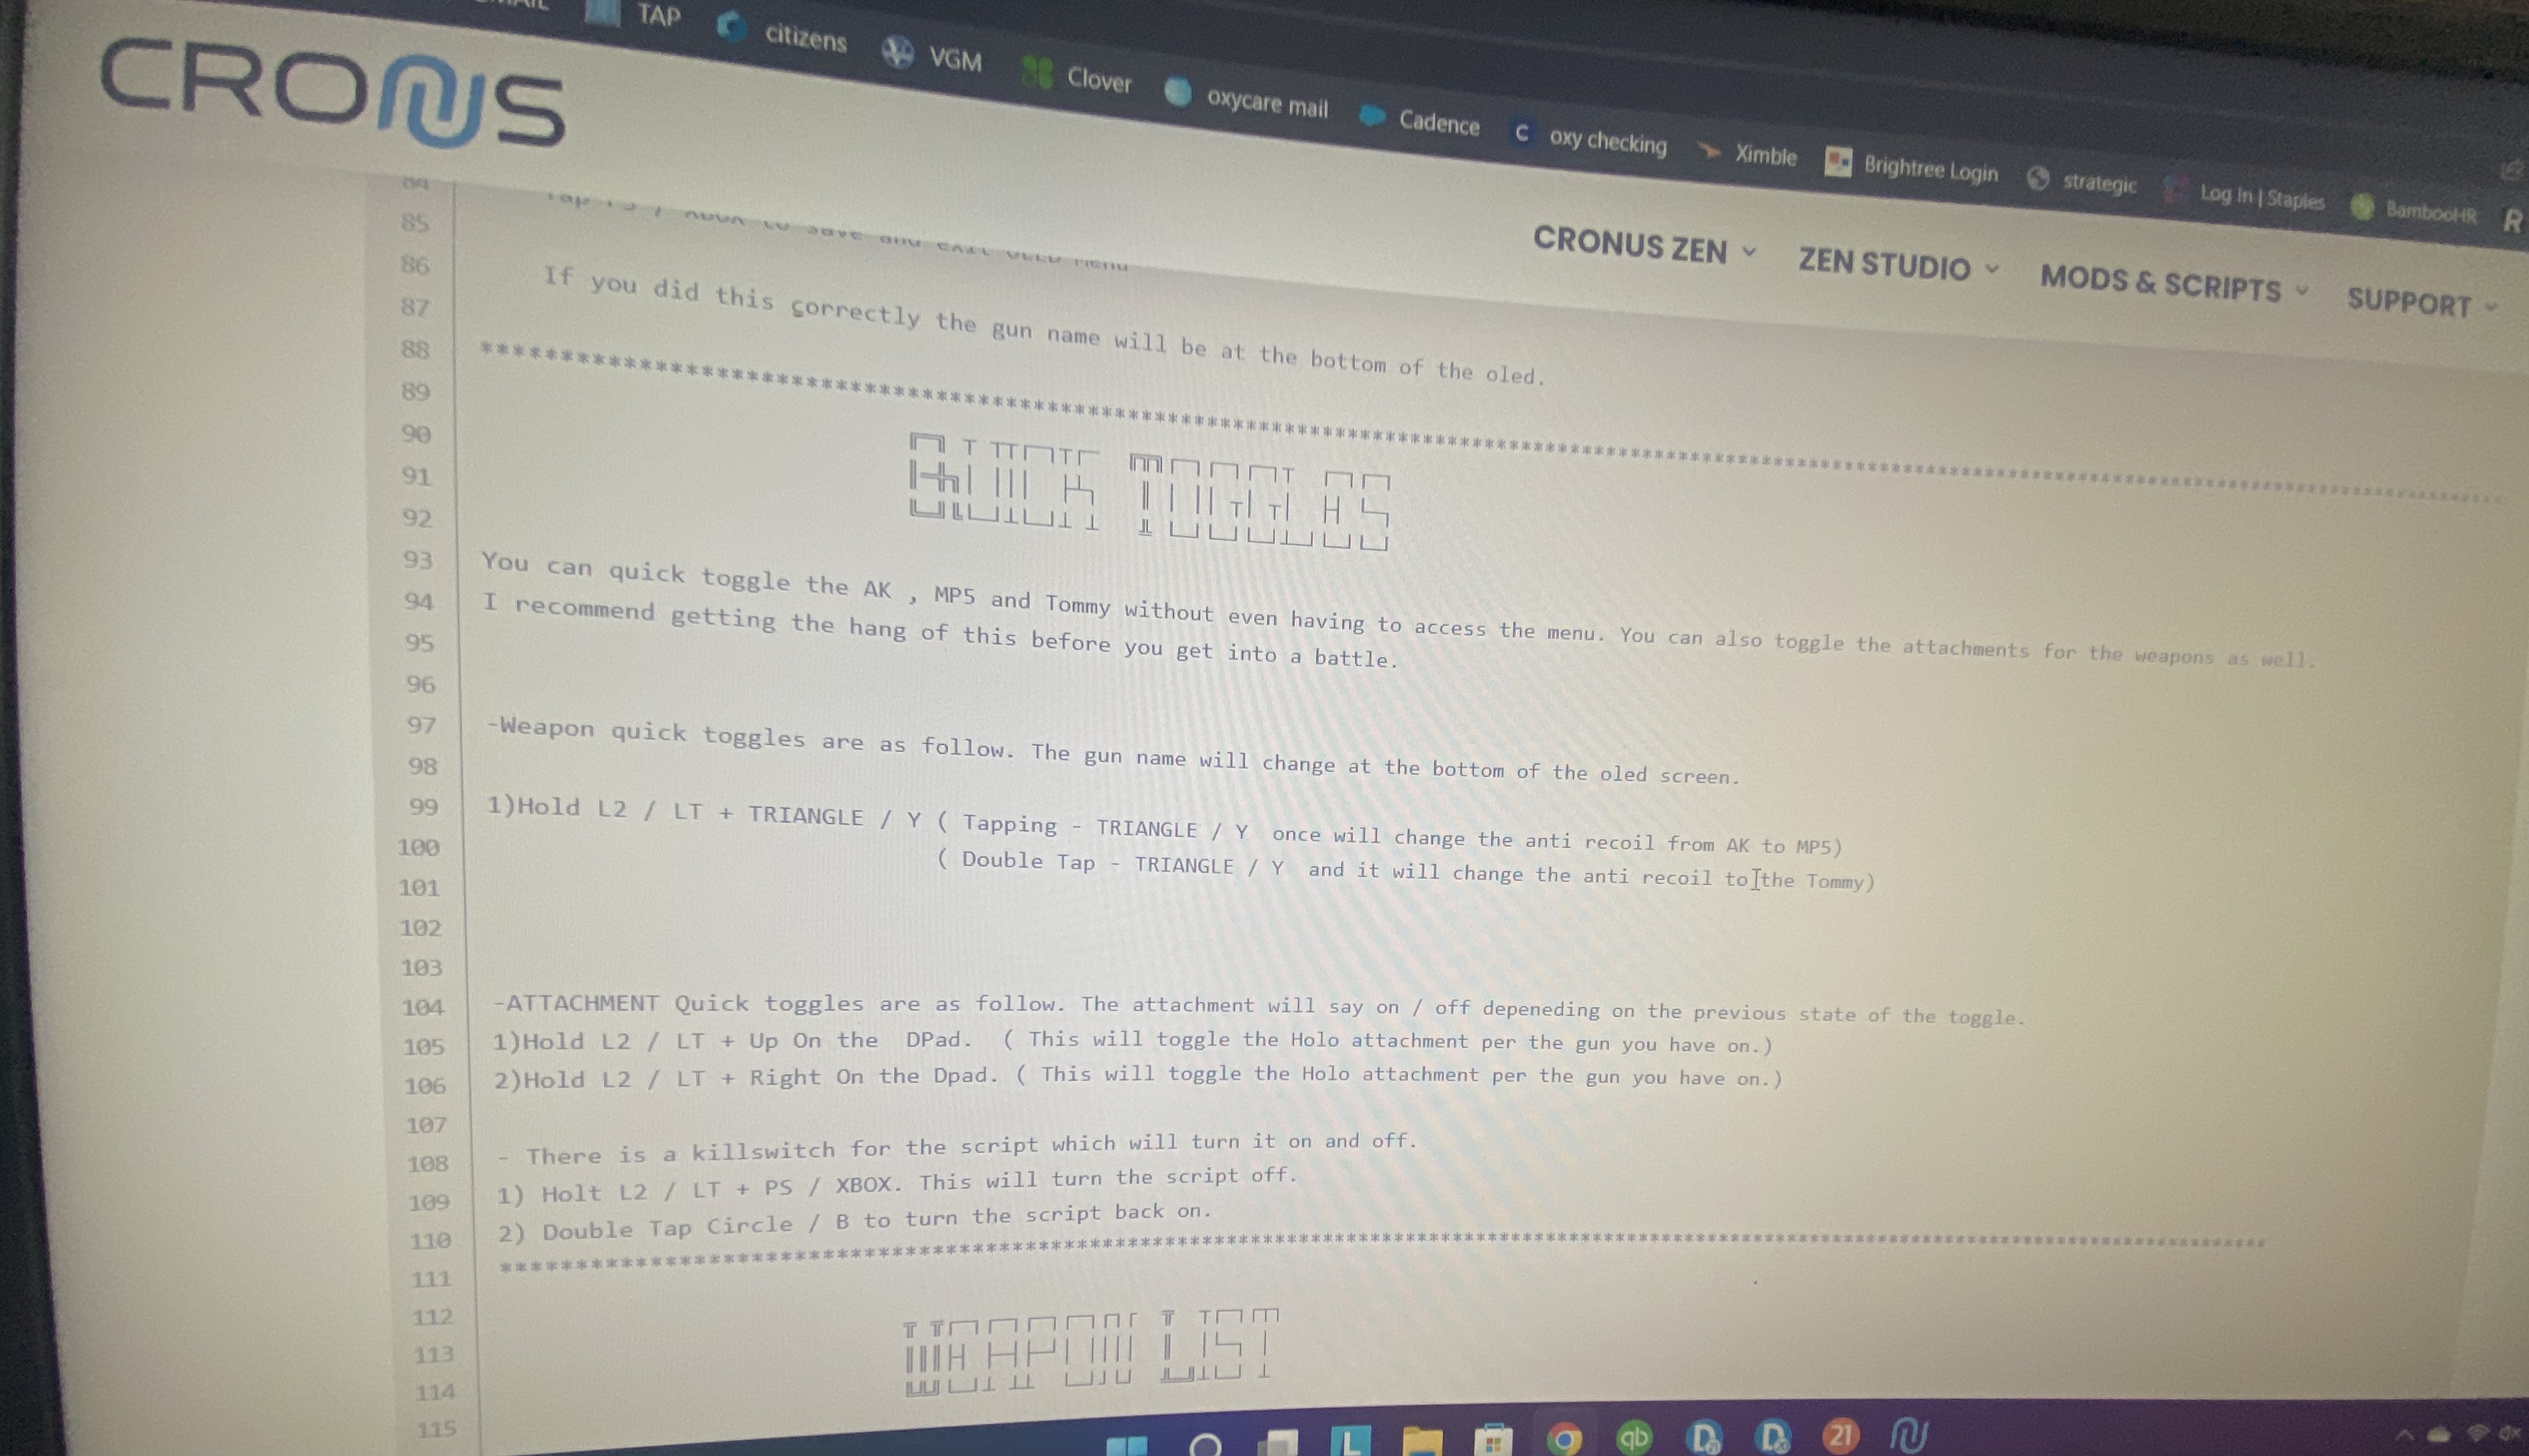 TAP citizens VGM Clover oxycare mail Cadence oxy checking Ximble Brightree Login strategic Log In | Staples BambooHR
CRONUS
CRONUS ZEN ZEN STUDIO MODS & SCRIPTS SUPPORT
84 Tap PS / XBOX to save and exit OLED menu
85
86 If you did this correctly the gun name will be at the bottom of the oled.
87
88 ****************************************************************
89
90 QUICK TOGGLES
91
92
93 You can quick toggle the AK , MP5 and Tommy without even having to access the menu. You can also toggle the attachments for the weapons as well.
94 I recommend getting the hang of this before you get into a battle.
95
96
97 -Weapon quick toggles are as follow. The gun name will change at the bottom of the oled screen.
98
99 1)Hold L2 / LT + TRIANGLE / Y ( Tapping - TRIANGLE / Y once will change the anti recoil from AK to MP5)
100 ( Double Tap - TRIANGLE / Y and it will change the anti recoil to the Tommy)
101
102
103
104 -ATTACHMENT Quick toggles are as follow. The attachment will say on / off depeneding on the previous state of the toggle.
105 1)Hold L2 / LT + Up On the DPad. ( This will toggle the Holo attachment per the gun you have on.)
106 2)Hold L2 / LT + Right On the Dpad. ( This will toggle the Holo attachment per the gun you have on.)
107
108 - There is a killswitch for the script which will turn it on and off.
109 1) Holt L2 / LT + PS / XBOX. This will turn the script off.
110 2) Double Tap Circle / B to turn the script back on.
111 ****************************************************************
112
113 WEAPON LIST
114
115
L qb 21